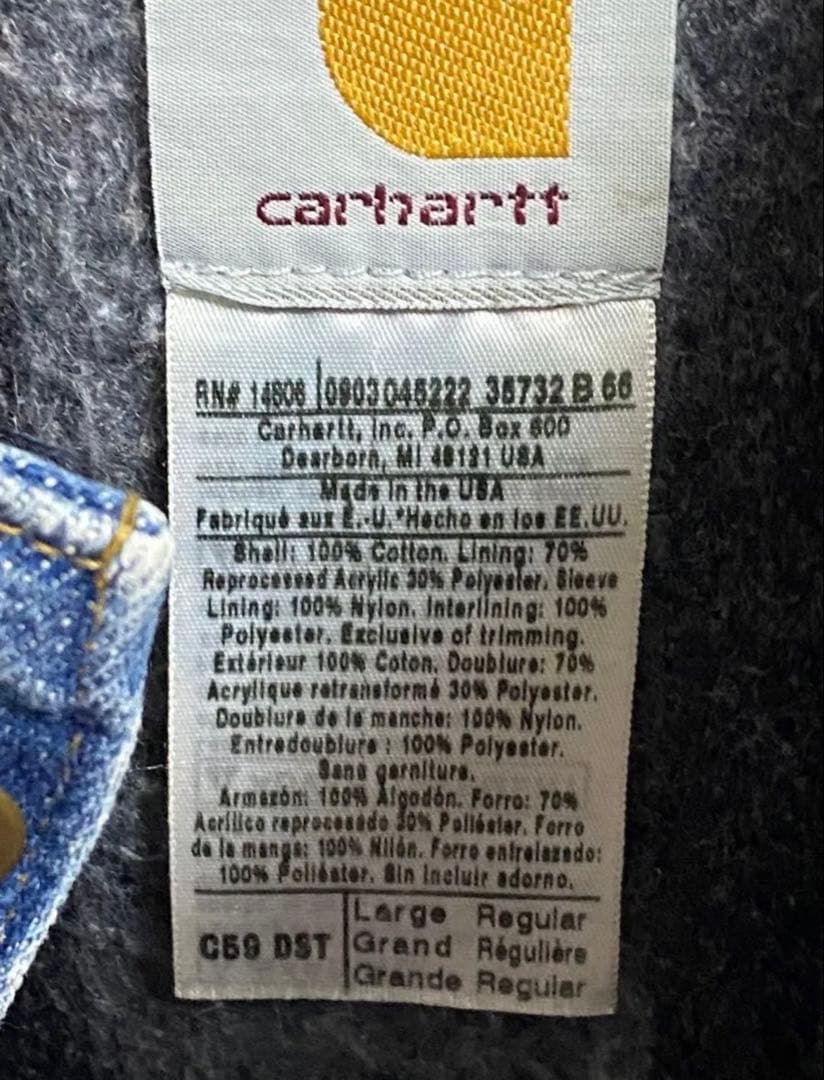 carhartt
RN# 14806 0903045222 35732 B 66
Carhartt, Inc. P.O. Box 600
Dearborn, MI 48121 USA
Made in the USA
Fabriqué aux É.-U.*Hecho en los EE.UU.
Shell: 100% Cotton. Lining: 70%
Reprocessed Acrylic 30% Polyester. Sleeve
Lining: 100% Nylon. Interlining: 100%
Polyester. Exclusive of trimming.
Extérieur 100% Coton. Doublure: 70%
Acrylique retransformé 30% Polyester.
Doublure de la manche: 100% Nylon.
Entredoublure : 100% Polyester.
Sans garniture.
Armazón: 100% Algodón. Forro: 70%
Acrílico reprocesado 30% Poliéster. Forro
de la manga: 100% Nilón. Forro entrelazado:
100% Poliéster. Sin incluir adorno.
C59 DST
Large Regular
Grand Régulière
Grande Regular